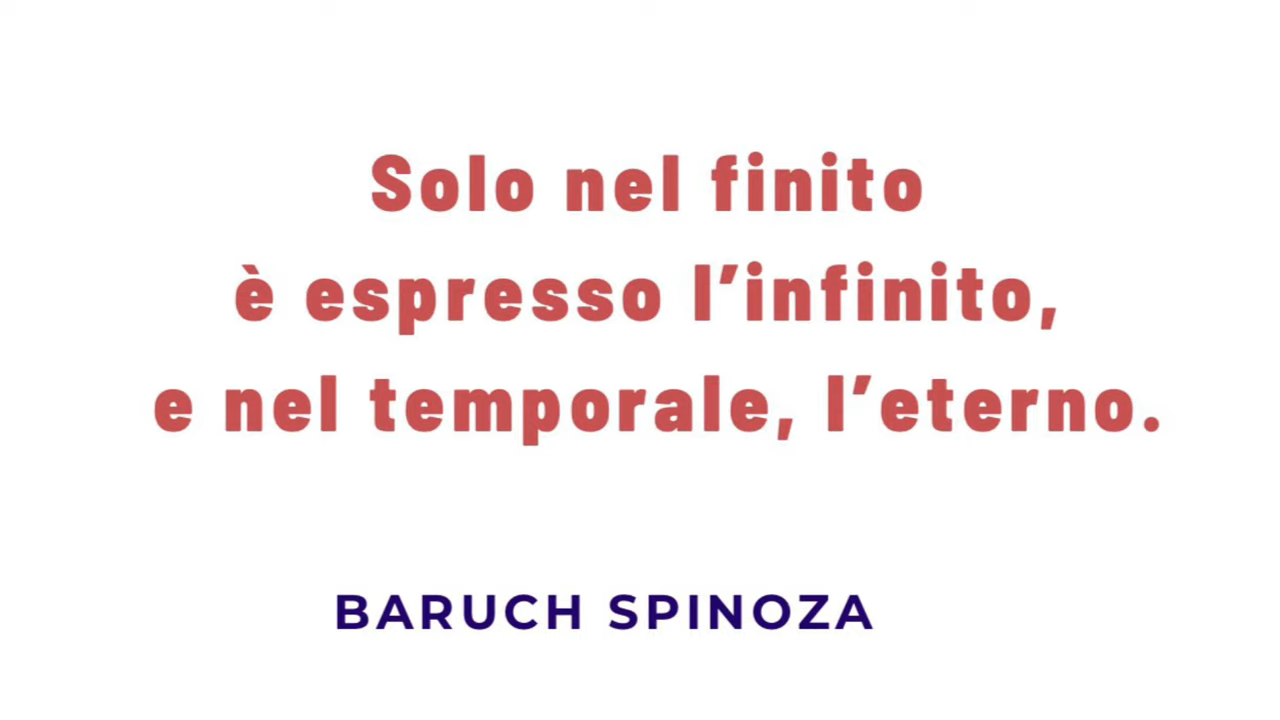 Solo nel finito
è espresso l’infinito,
e nel temporale, l’eterno.
BARUCH SPINOZA